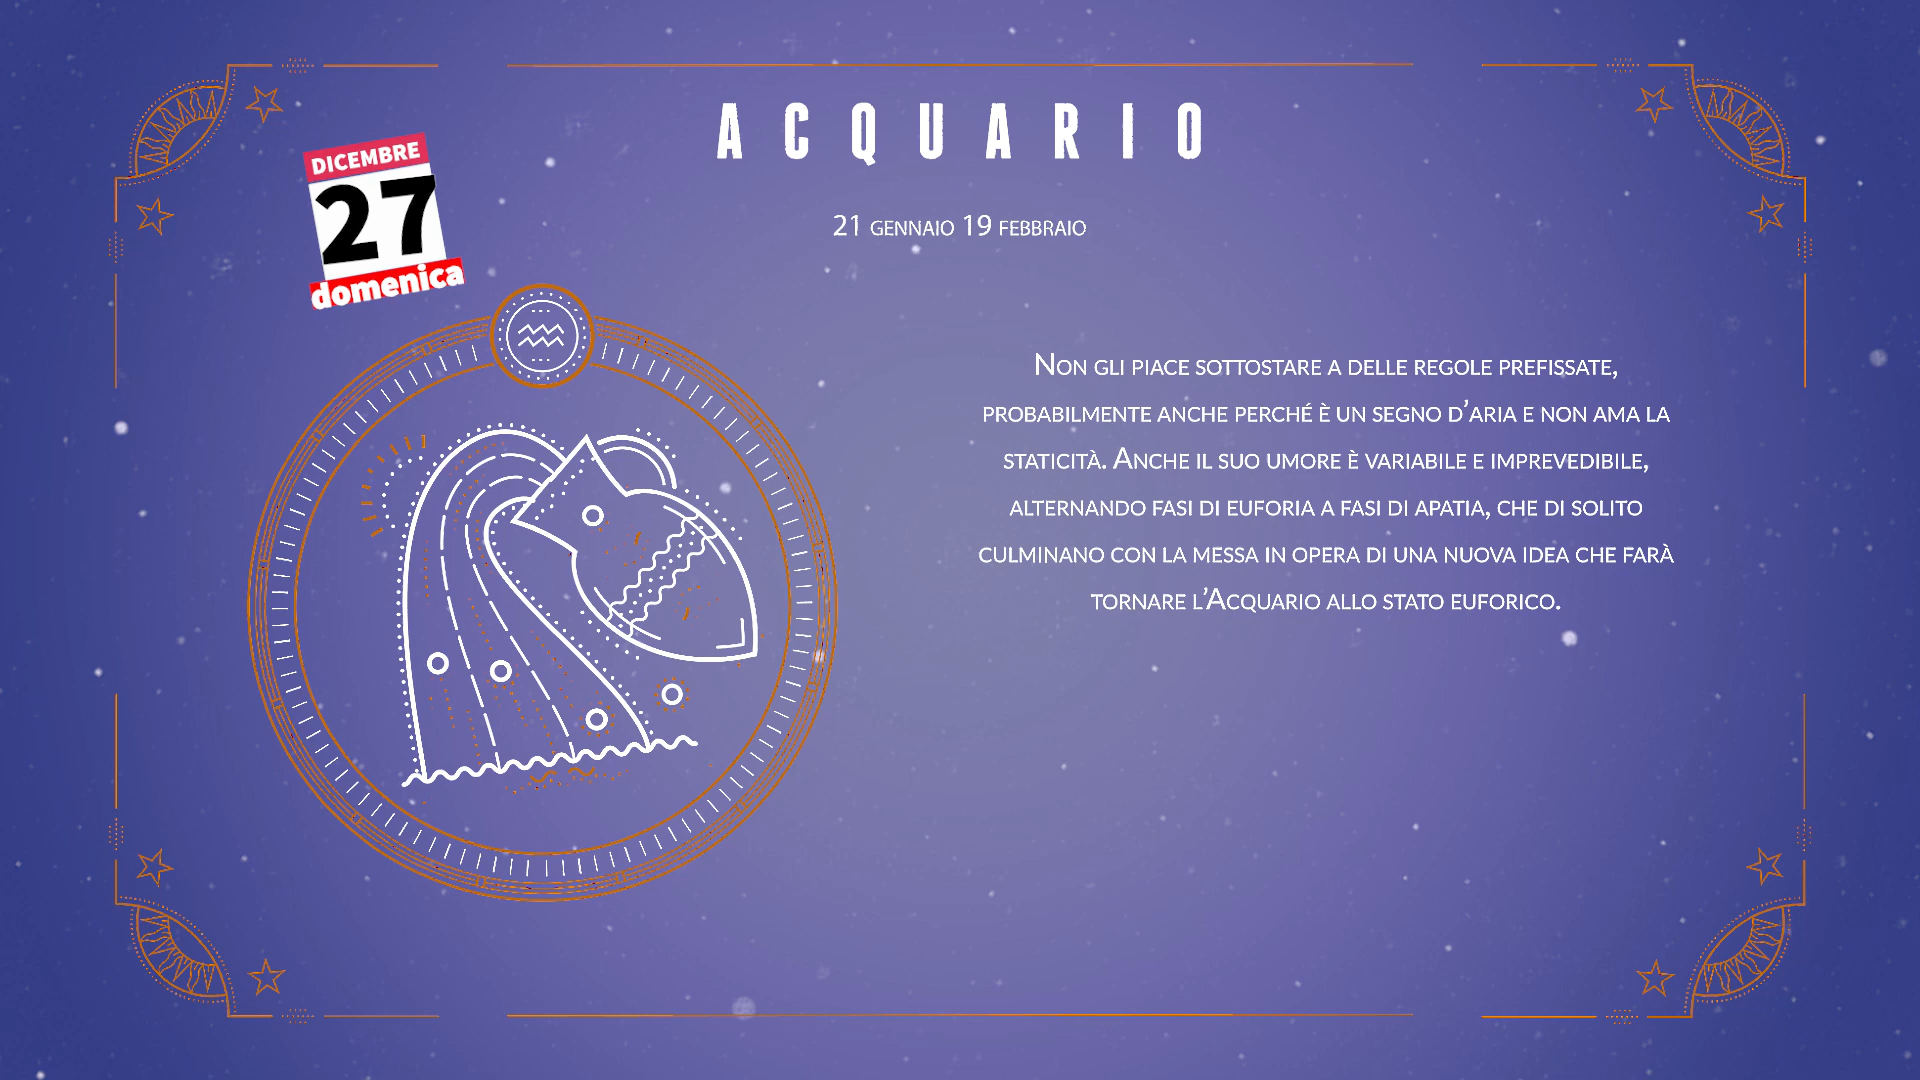 ACQUARIO
DICEMBRE
27
domenica
21 gennaio 19 febbraio
Non gli piace sottostare a delle regole prefissate,
probabilmente anche perché è un segno d'aria e non ama la
staticità. Anche il suo umore è variabile e imprevedibile,
alternando fasi di euforia a fasi di apatia, che di solito
culminano con la messa in opera di una nuova idea che farà
tornare l'Acquario allo stato euforico.